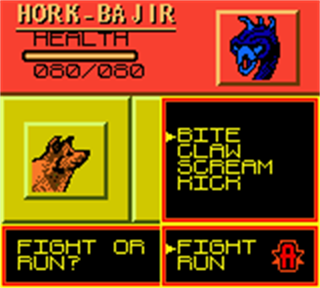 HORK-BAJIR
HEALTH
080/080
BITE
CLAW
SCREAM
KICK
FIGHT OR
RUN?
FIGHT
RUN
A